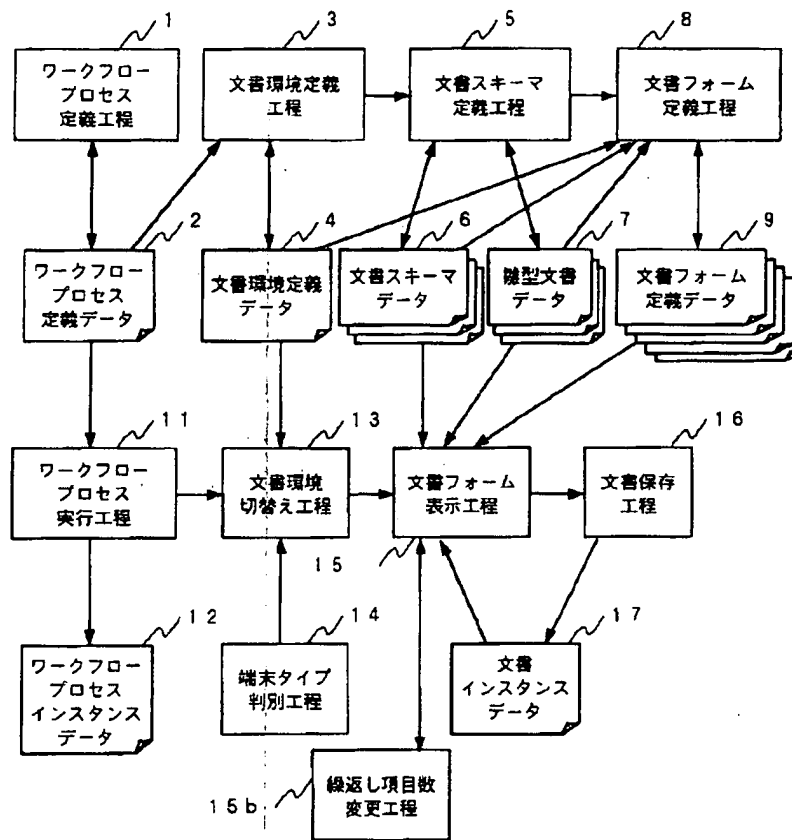 1
3
5
8
ワークフロー
プロセス
定義工程
文書環境定義
工程
文書スキーマ
定義工程
文書フォーム
定義工程
2
4
6
7
9
ワークフロー
プロセス
定義データ
文書環境定義
データ
文書スキーマ
データ
雛型文書
データ
文書フォーム
定義データ
11
13
16
ワークフロー
プロセス
実行工程
文書環境
切替え工程
文書フォーム
表示工程
文書保存
工程
15
12
14
17
ワークフロー
プロセス
インスタンス
データ
端末タイプ
判別工程
文書
インスタンス
データ
15b
繰返し項目数
変更工程